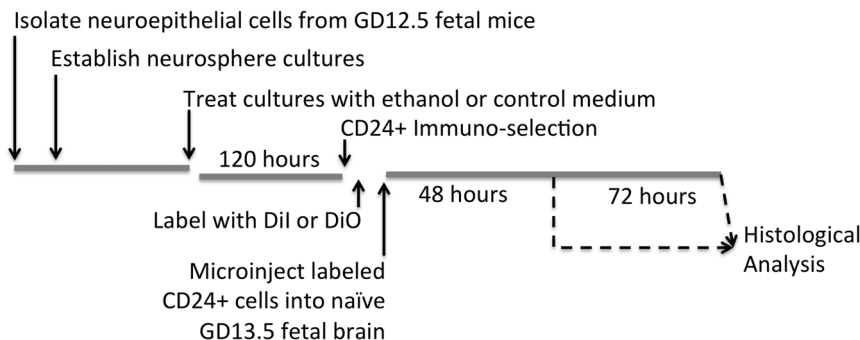 Isolate neuroepithelial cells from GD12.5 fetal mice
Establish neurosphere cultures
Treat cultures with ethanol or control medium
CD24+ Immuno-selection
120 hours
48 hours
72 hours
Label with DiI or DiO
Histological
Analysis
Microinject labeled
CD24+ cells into naïve
GD13.5 fetal brain